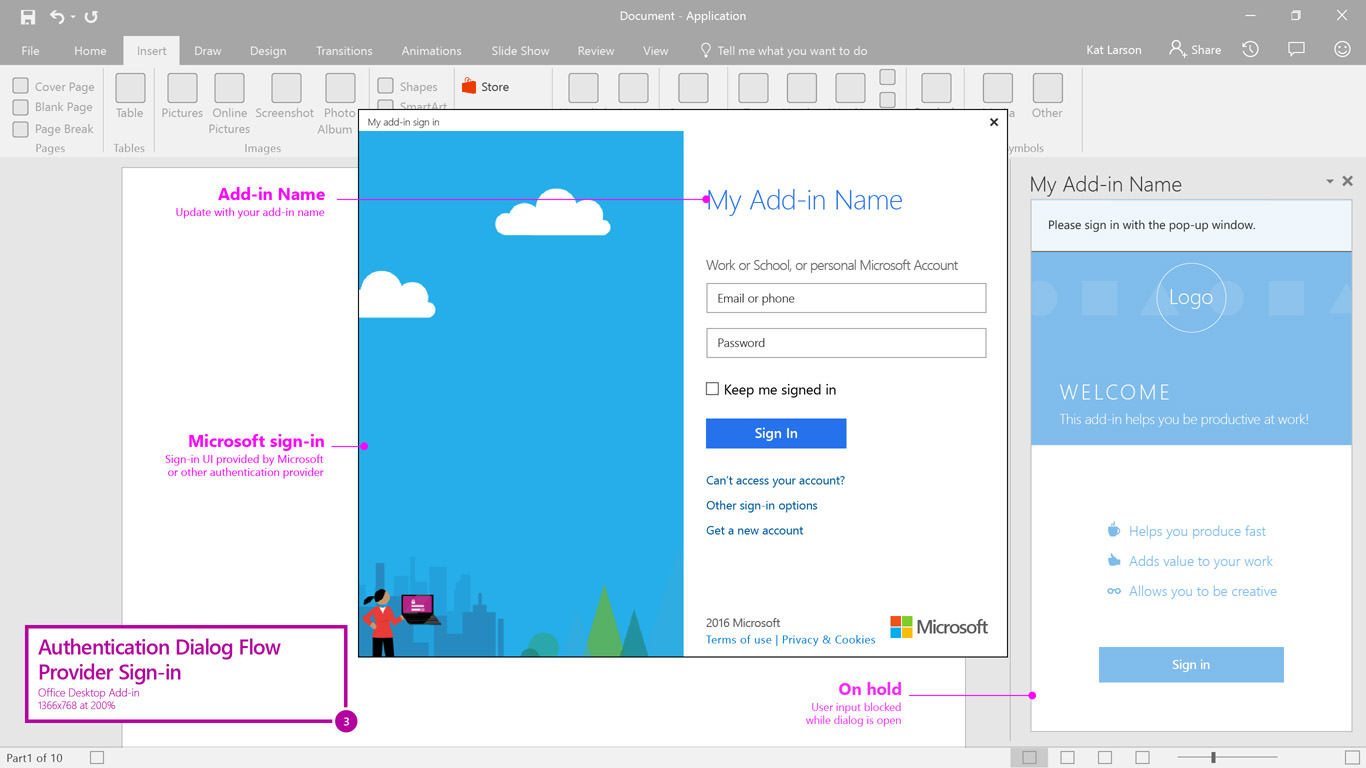 Document - Application
File Home Insert Draw Design Transitions Animations Slide Show Review View Tell me what you want to do Kat Larson Share
Cover Page
Blank Page
Page Break
Pages
Table
Tables
Pictures
Online
Pictures
Screenshot
Photo
Album
Images
Shapes
SmartArt
Store
Other
My add-in sign in
Add-in Name
Update with your add-in name
Microsoft sign-in
Sign-in UI provided by Microsoft
or other authentication provider
My Add-in Name
Work or School, or personal Microsoft Account
Email or phone
Password
Keep me signed in
Sign In
Can't access your account?
Other sign-in options
Get a new account
2016 Microsoft
Terms of use | Privacy & Cookies
Microsoft
My Add-in Name
Please sign in with the pop-up window.
Logo
WELCOME
This add-in helps you be productive at work!
Helps you produce fast
Adds value to your work
Allows you to be creative
Sign in
On hold
User input blocked
while dialog is open
Authentication Dialog Flow
Provider Sign-in
Office Desktop Add-in
1366x768 at 200%
3
Part1 of 10